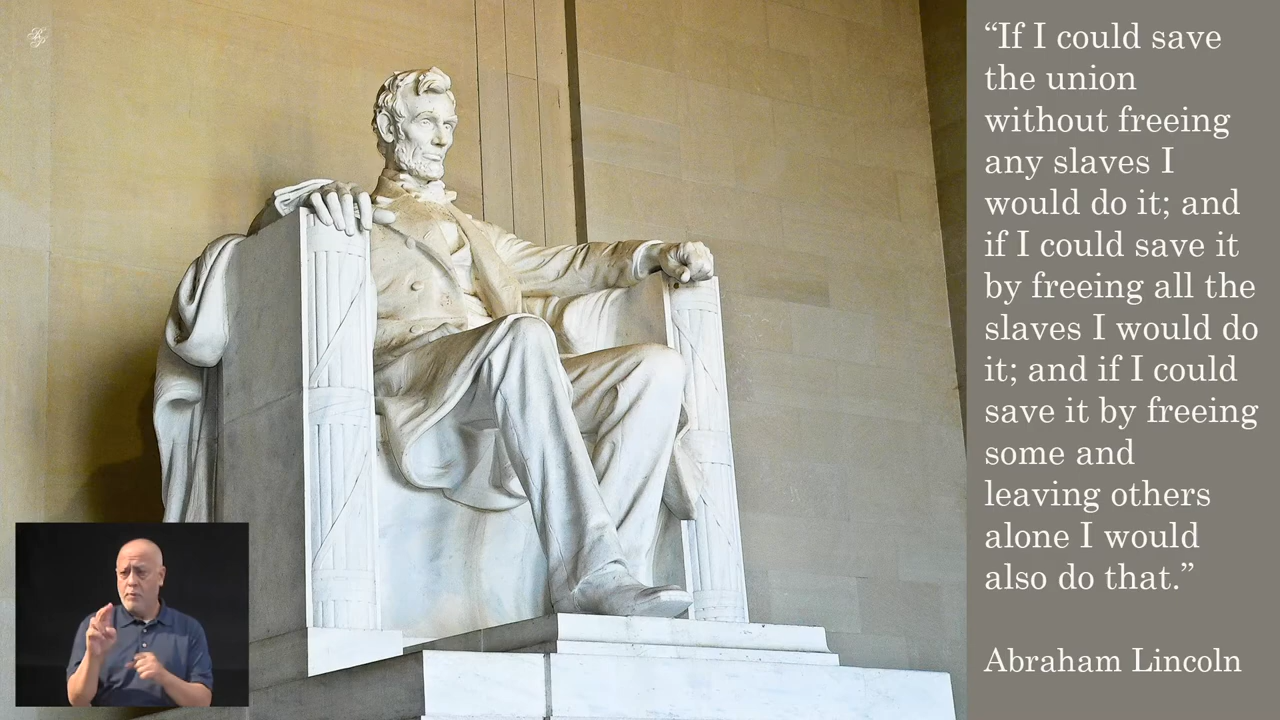 “If I could save
the union
without freeing
any slaves I
would do it; and
if I could save it
by freeing all the
slaves I would do
it; and if I could
save it by freeing
some and
leaving others
alone I would
also do that.”
Abraham Lincoln